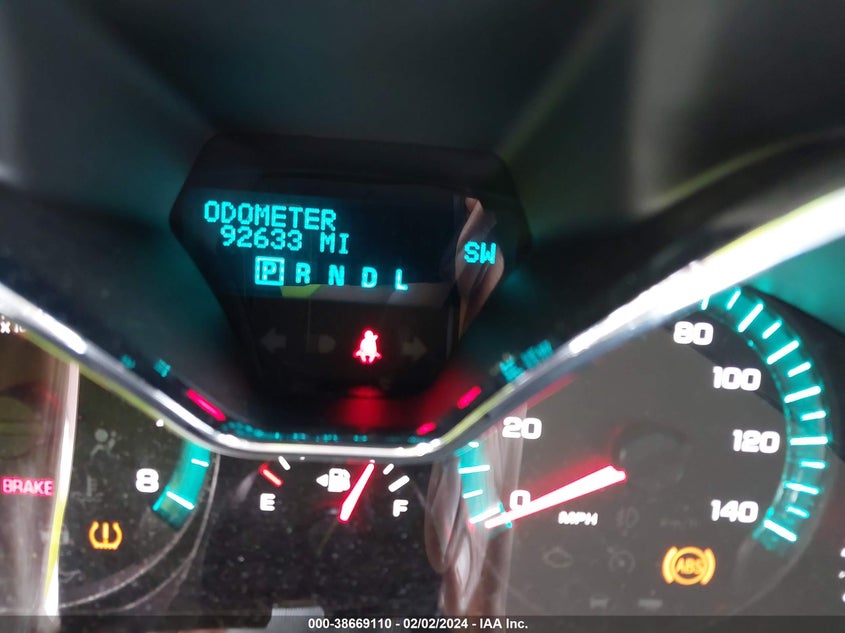 ODOMETER
92633 MI
SW
P R N D L
80
100
120
140
20
0
MPH
8
E
F
BRAKE
ABS
000-38669110 - 02/02/2024 - IAA Inc.